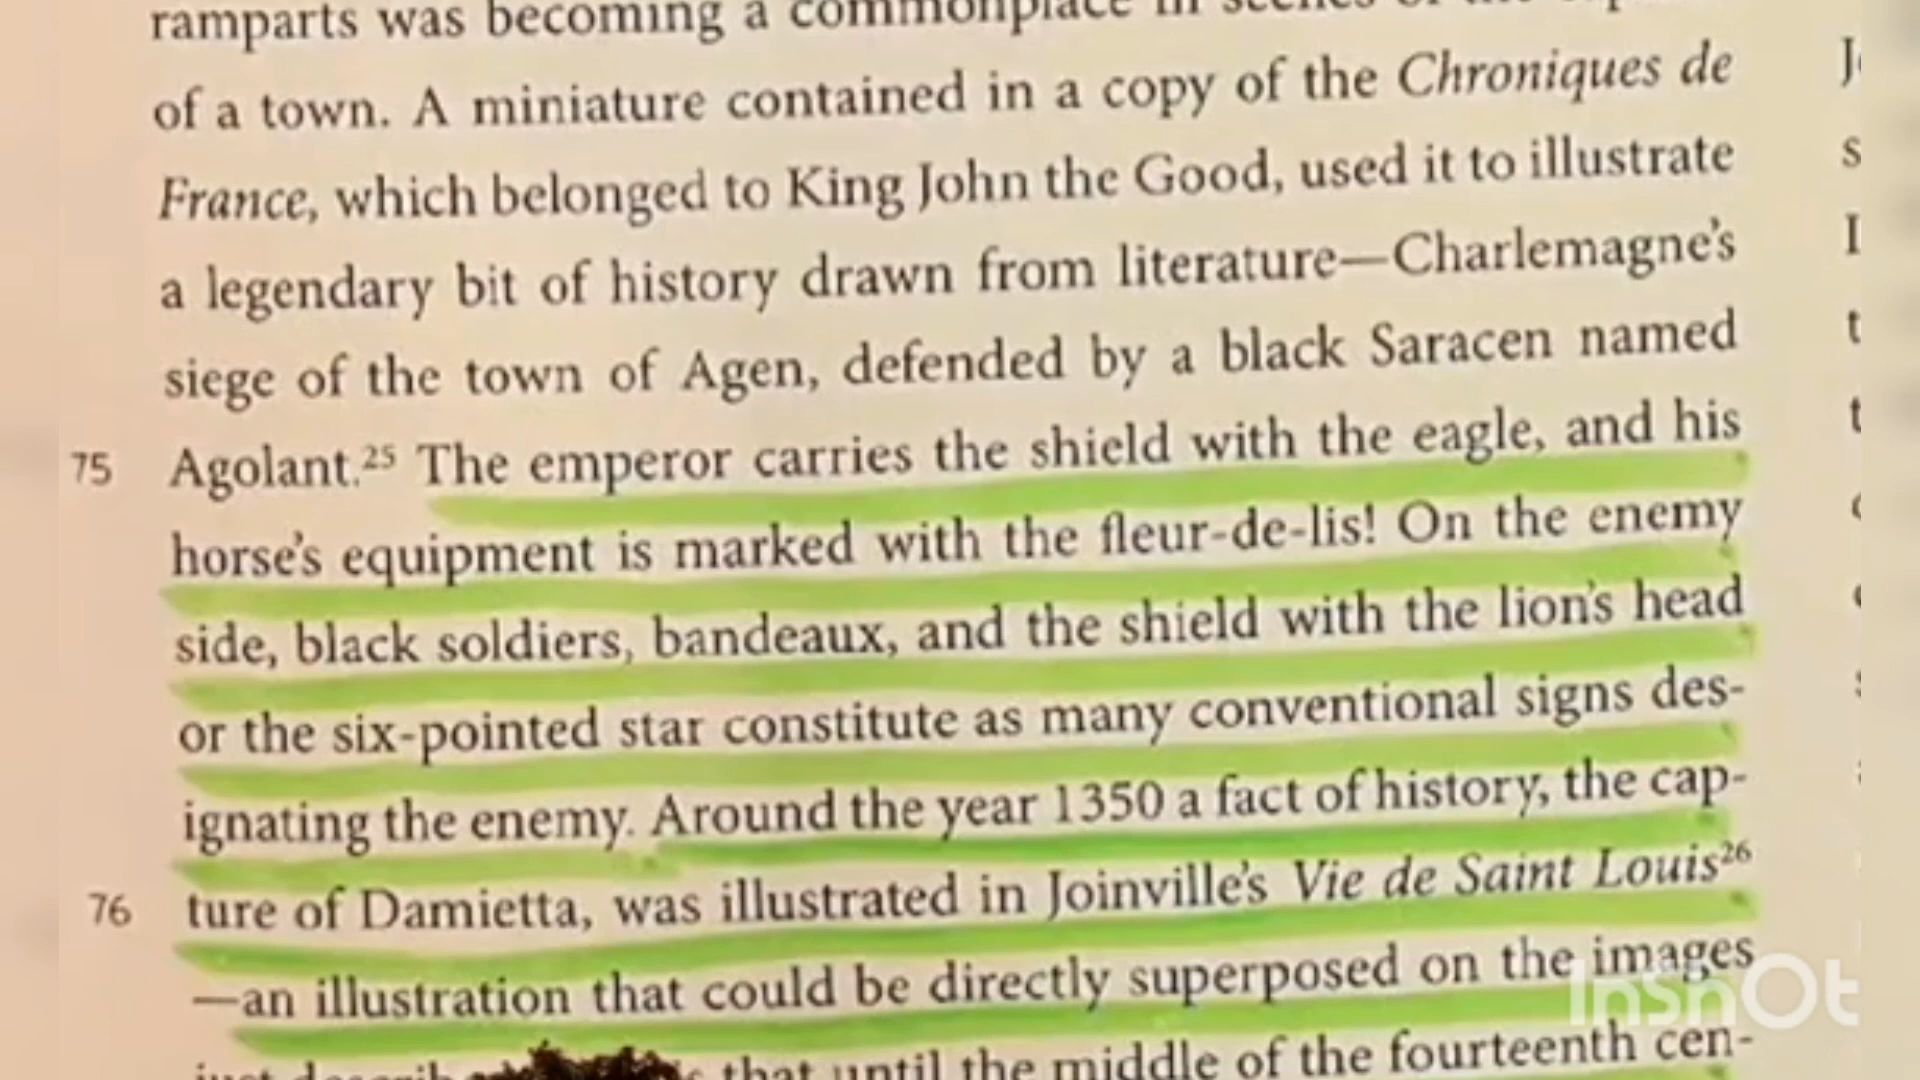 ramparts was becoming a commonplace in scenes of the
of a town. A miniature contained in a copy of the Chroniques de
France, which belonged to King John the Good, used it to illustrate
a legendary bit of history drawn from literature—Charlemagne's
siege of the town of Agen, defended by a black Saracen named
75 Agolant.25 The emperor carries the shield with the eagle, and his
horse's equipment is marked with the fleur-de-lis! On the enemy
side, black soldiers, bandeaux, and the shield with the lion's head
or the six-pointed star constitute as many conventional signs des-
ignating the enemy. Around the year 1350 a fact of history, the cap-
76 ture of Damietta, was illustrated in Joinville's Vie de Saint Louis26
—an illustration that could be directly superposed on the images
just that until the middle of the fourteenth cen-
InShOt